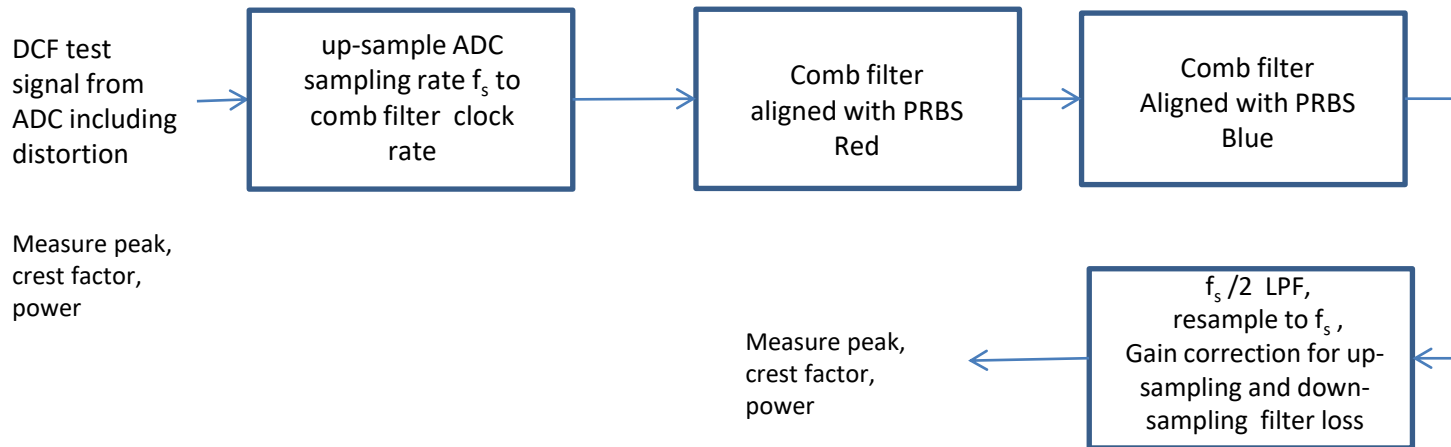 DCF test
signal from
ADC including
distortion
up-sample ADC
sampling rate fs to
comb filter clock
rate
Comb filter
aligned with PRBS
Red
Comb filter
Aligned with PRBS
Blue
Measure peak,
crest factor,
power
Measure peak,
crest factor,
power
fs /2 LPF,
resample to fs ,
Gain correction for up-
sampling and down-
sampling filter loss